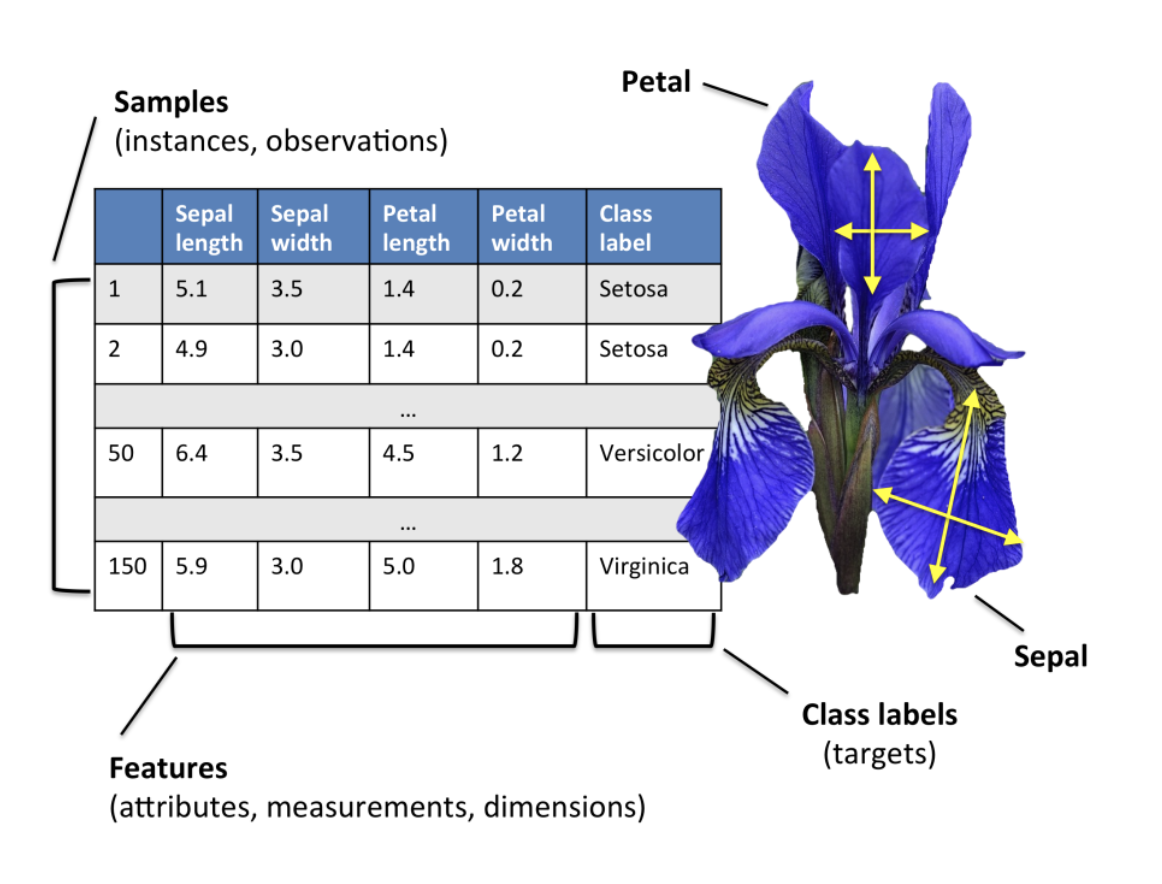 Petal
Samples
(instances, observations)
Sepal length Sepal width Petal length Petal width Class label
1 5.1 3.5 1.4 0.2 Setosa
2 4.9 3.0 1.4 0.2 Setosa
...
50 6.4 3.5 4.5 1.2 Versicolor
...
150 5.9 3.0 5.0 1.8 Virginica
Sepal
Class labels
(targets)
Features
(attributes, measurements, dimensions)